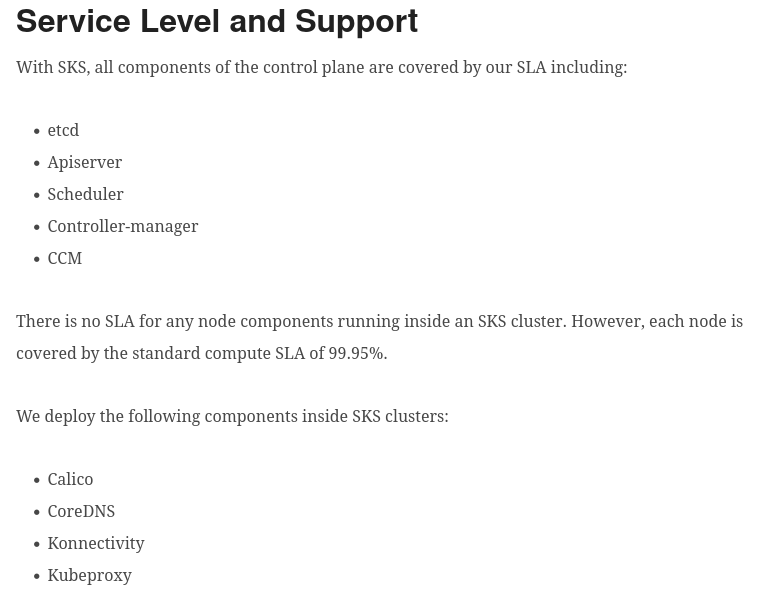 Service Level and Support
With SKS, all components of the control plane are covered by our SLA including:
• etcd
• Apiserver
• Scheduler
• Controller-manager
• CCM
There is no SLA for any node components running inside an SKS cluster. However, each node is
covered by the standard compute SLA of 99.95%.
We deploy the following components inside SKS clusters:
• Calico
• CoreDNS
• Konnectivity
• Kubeproxy